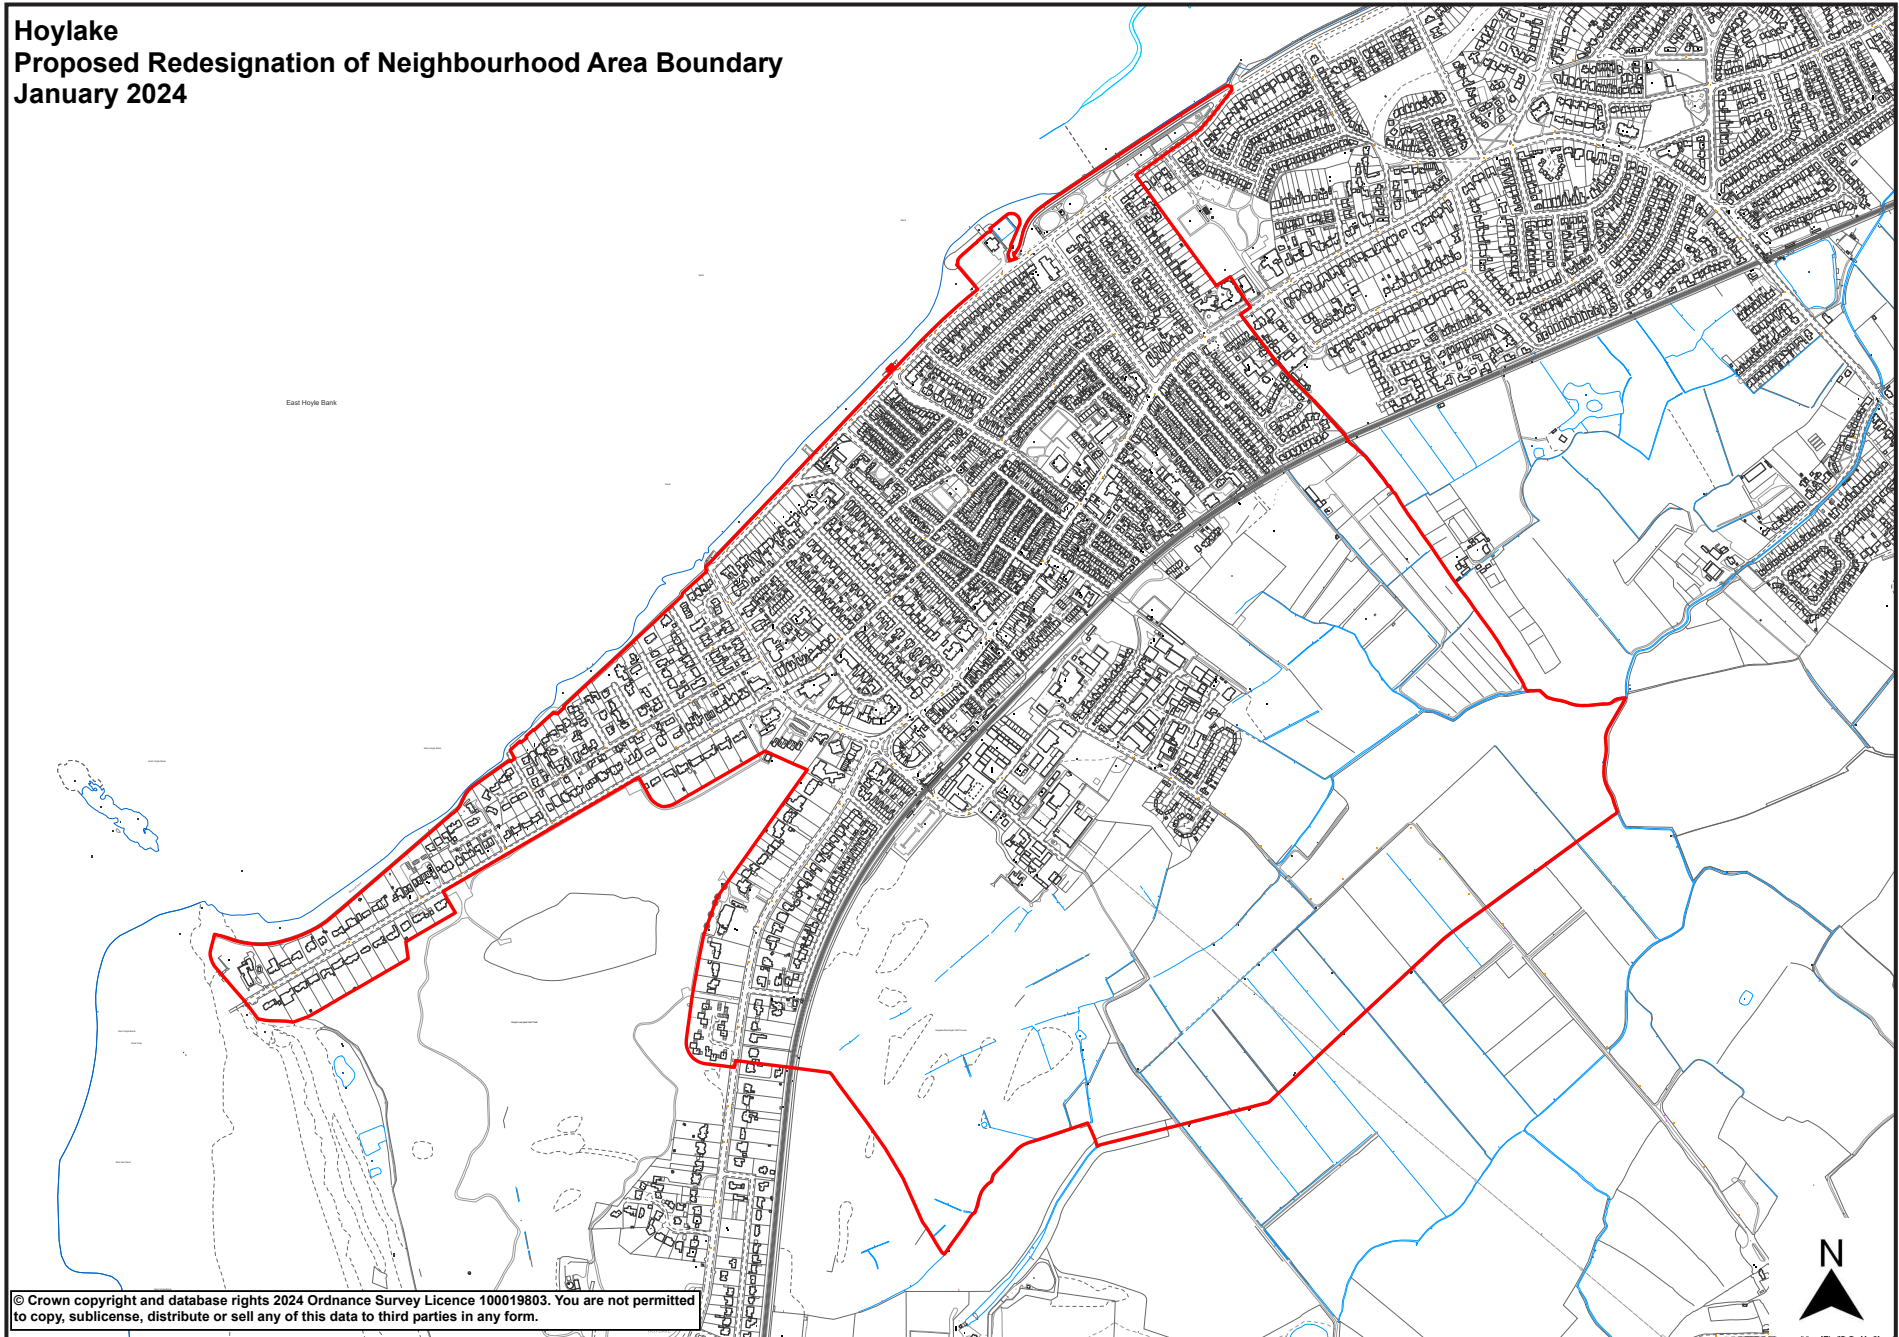 Hoylake
Proposed Redesignation of Neighbourhood Area Boundary
January 2024
East Hoyle Bank
N
© Crown copyright and database rights 2024 Ordnance Survey Licence 100019803. You are not permitted
to copy, sublicense, distribute or sell any of this data to third parties in any form.